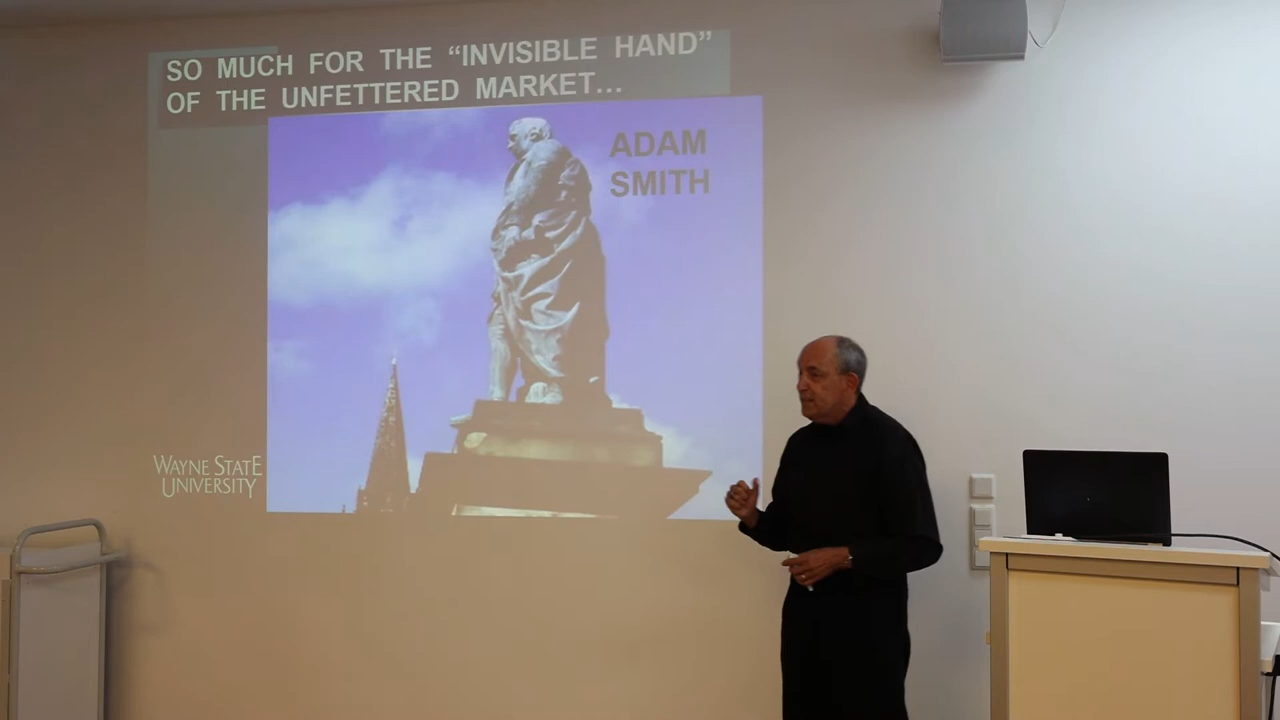 SO MUCH FOR THE “INVISIBLE HAND”
OF THE UNFETTERED MARKET...
ADAM
SMITH
WAYNE STATE
UNIVERSITY